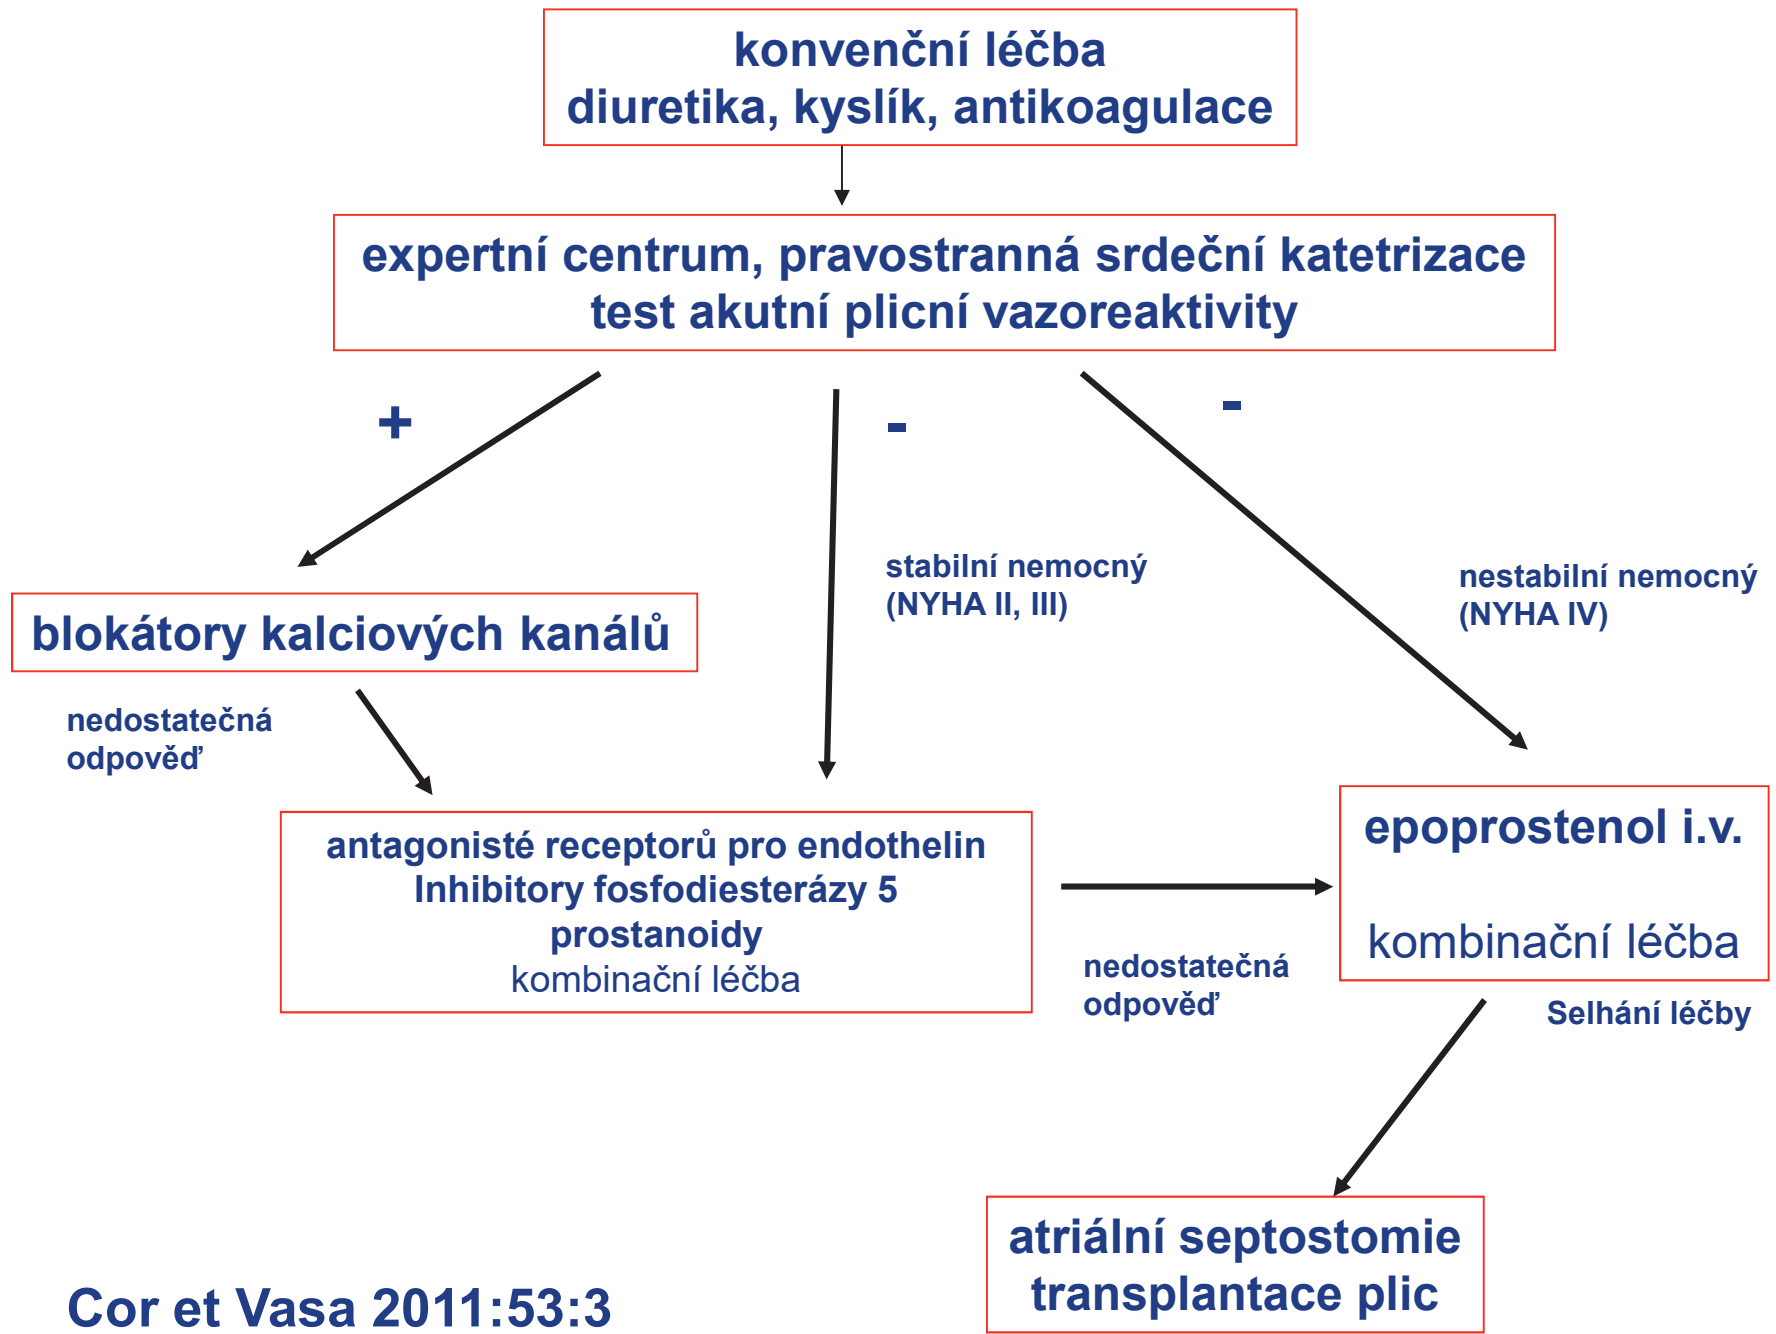 konvenční léčba
diuretika, kyslík, antikoagulace
expertní centrum, pravostranná srdeční katetrizace
test akutní plicní vazoreaktivity
+
-
-
stabilní nemocný
(NYHA II, III)
nestabilní nemocný
(NYHA IV)
blokátory kalciových kanálů
nedostatečná
odpověď
antagonisté receptorů pro endothelin
Inhibitory fosfodiesterázy 5
prostanoidy
kombinační léčba
nedostatečná
odpověď
epoprostenol i.v.
kombinační léčba
Selhání léčby
atriální septostomie
transplantace plic
Cor et Vasa 2011:53:3